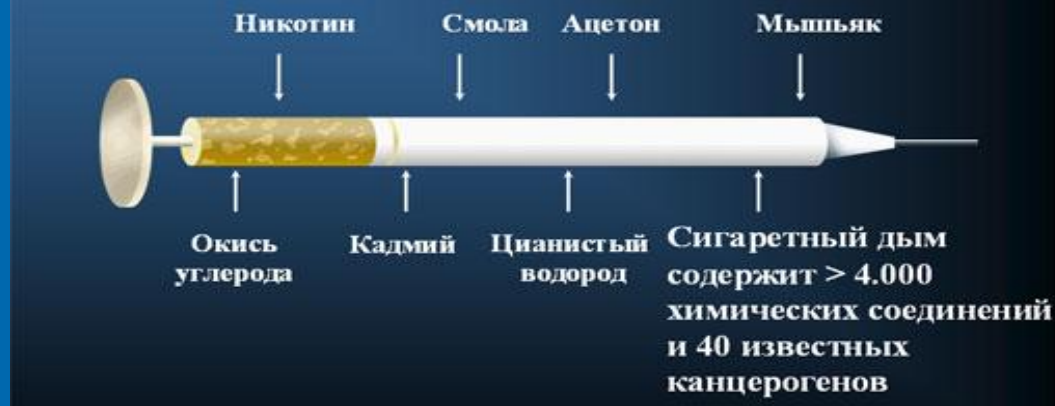 Никотин Смола Ацетон Мышьяк
Окись
углерода
Кадмий
Цианистый
водород
Сигаретный дым
содержит > 4.000
химических соединений
и 40 известных
канцерогенов